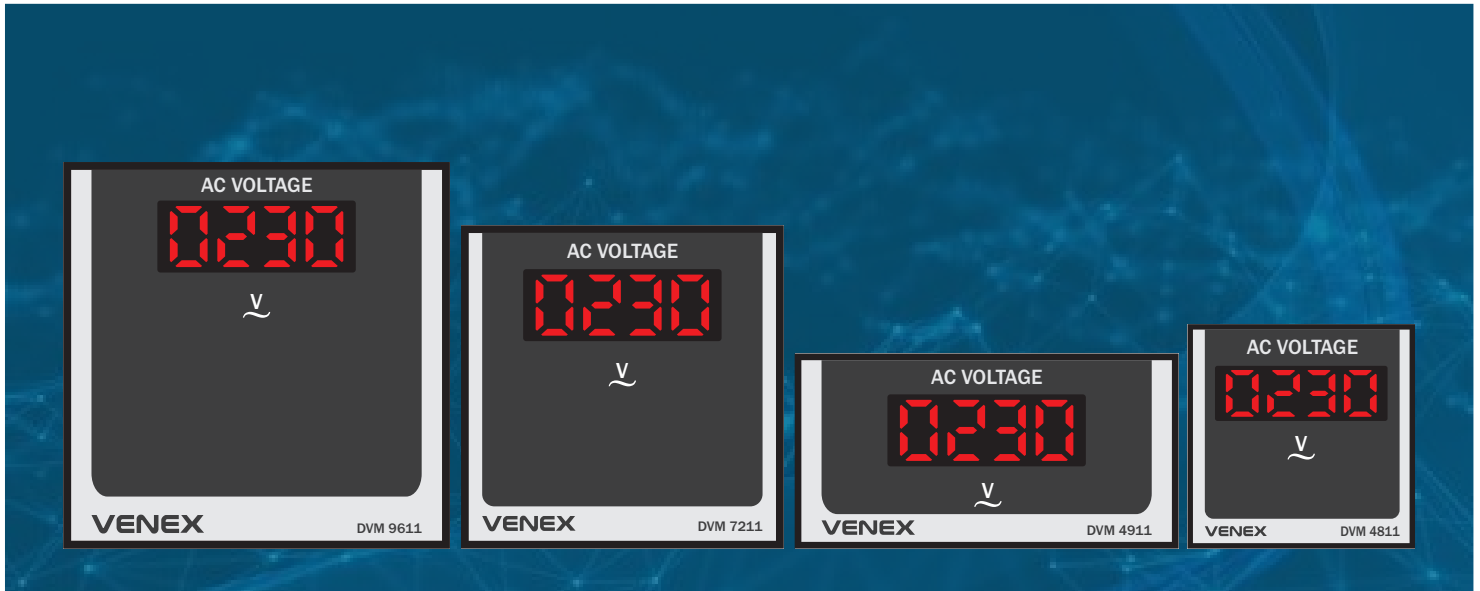 AC VOLTAGE
0230
V
VENEX DVM 9611
AC VOLTAGE
0230
V
VENEX DVM 7211
AC VOLTAGE
0230
V
VENEX DVM 4911
AC VOLTAGE
0230
V
VENEX DVM 4811